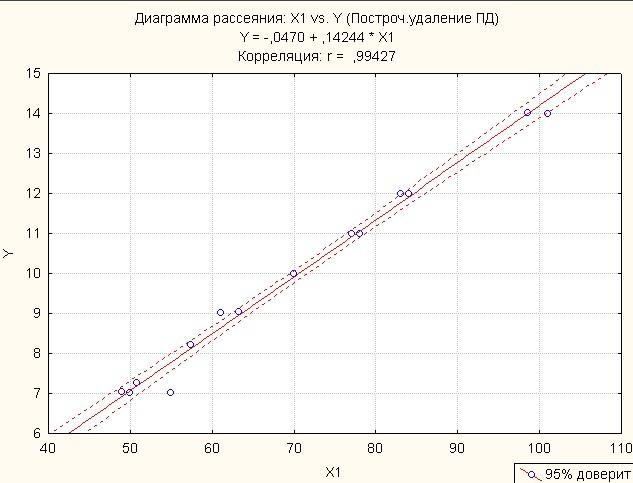 Диаграмма рассеяния: X1 vs. Y (Построч.удаление ПД)
Y = -,0470 + ,14244 * X1
Корреляция: r = ,99427
15
14
13
12
11
10
9
8
7
6
Y
40 50 60 70 80 90 100 110
X1
95% доверит